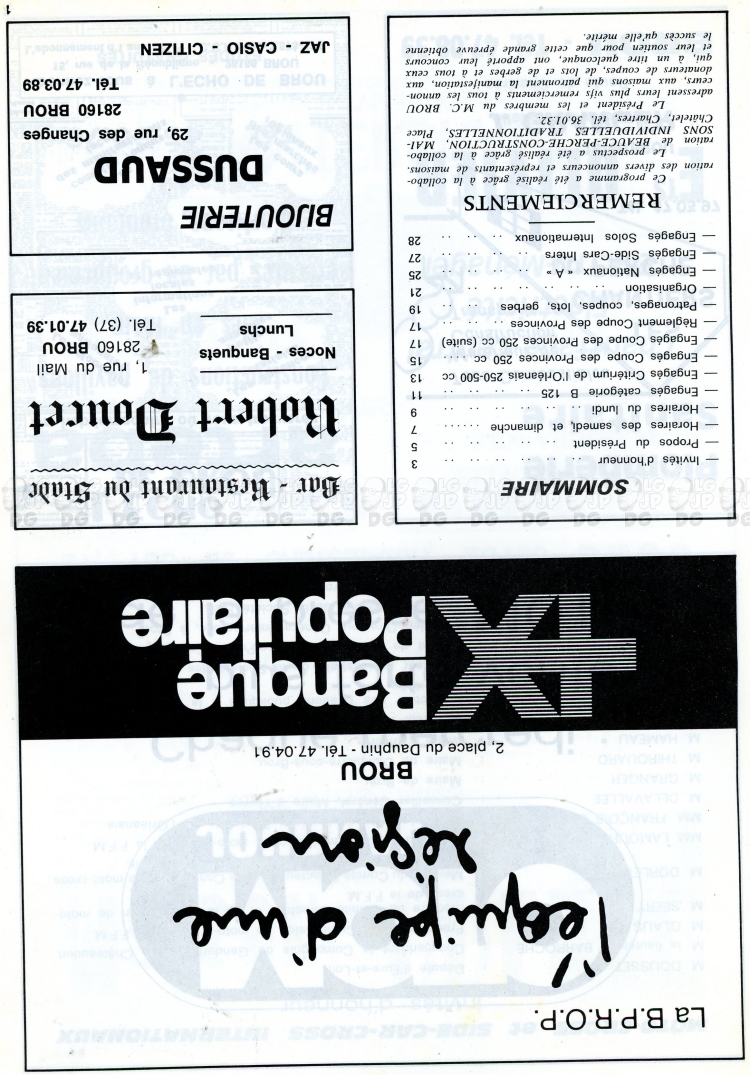 La B.P.R.O.P.
l'équipe d'une
région
BROU
2, place du Dauphin - Tél. 47.04.91
Banque
Populaire
Bar - Restaurant du Stade
Robert Doucet
Noces - Banquets
Lunchs
1, rue du Mail
28160 BROU
Tél. (37) 47.01.39
BIJOUTERIE
DUSSAUD
29, rue des Changes
28160 BROU
Tél. 47.03.89
JAZ - CASIO - CITIZEN
SOMMAIRE
— Invités d'honneur .. .. .. .. 3
— Propos du Président .. .. .. .. 5
— Horaires des samedi, et dimanche ...... 7
— Horaires du lundi .. .. .. .. 9
— Engagés catégorie B 125 .. .. .. 11
— Engagés Critérium de l'Orléanais 250-500 cc 13
— Engagés Coupe des Provinces 250 cc .... 15
— Engagés Coupe des Provinces 250 cc (suite) 17
— Règlement Coupe des Provinces .. .. .. 17
— Patronages, coupes, lots, gerbes .. .. 19
— Organisation .. .. .. .. 21
— Engagés Nationaux « A » .. .. .. 25
— Engagés Side-Car Inters .. .. .. 27
— Engagés Solos Internationaux .. .. .. 28
REMERCIEMENTS
Ce programme a été réalisé grâce à la collabo-
ration des divers annonceurs et représentants de maisons.
Le prospectus a été réalisé grâce à la collabo-
ration de BEAUCE-PERCHE-CONSTRUCTION, MAI-
SONS INDIVIDUELLES TRADITIONNELLES, Place
Châtelet, Chartres, tél. 36.01.32.
Le Président et les membres du M.C. BROU
adressent leurs plus vifs remerciements à tous les annon-
ceurs, aux maisons qui patronnent la manifestation, aux
donateurs de coupes, de lots et de gerbes et à tous ceux
qui, à un titre quelconque, ont apporté leur concours
et leur soutien pour que cette grande épreuve obtienne
le succès qu'elle mérite.
1